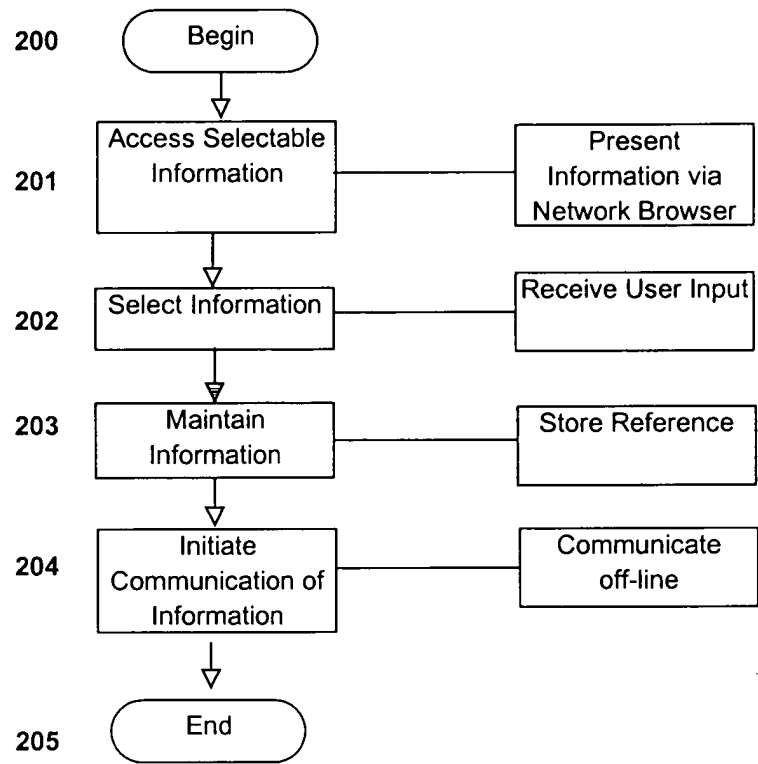 200
Begin
201
Access Selectable
Information
Present
Information via
Network Browser
202
Select Information
Receive User Input
203
Maintain
Information
Store Reference
204
Initiate
Communication of
Information
Communicate
off-line
End
205